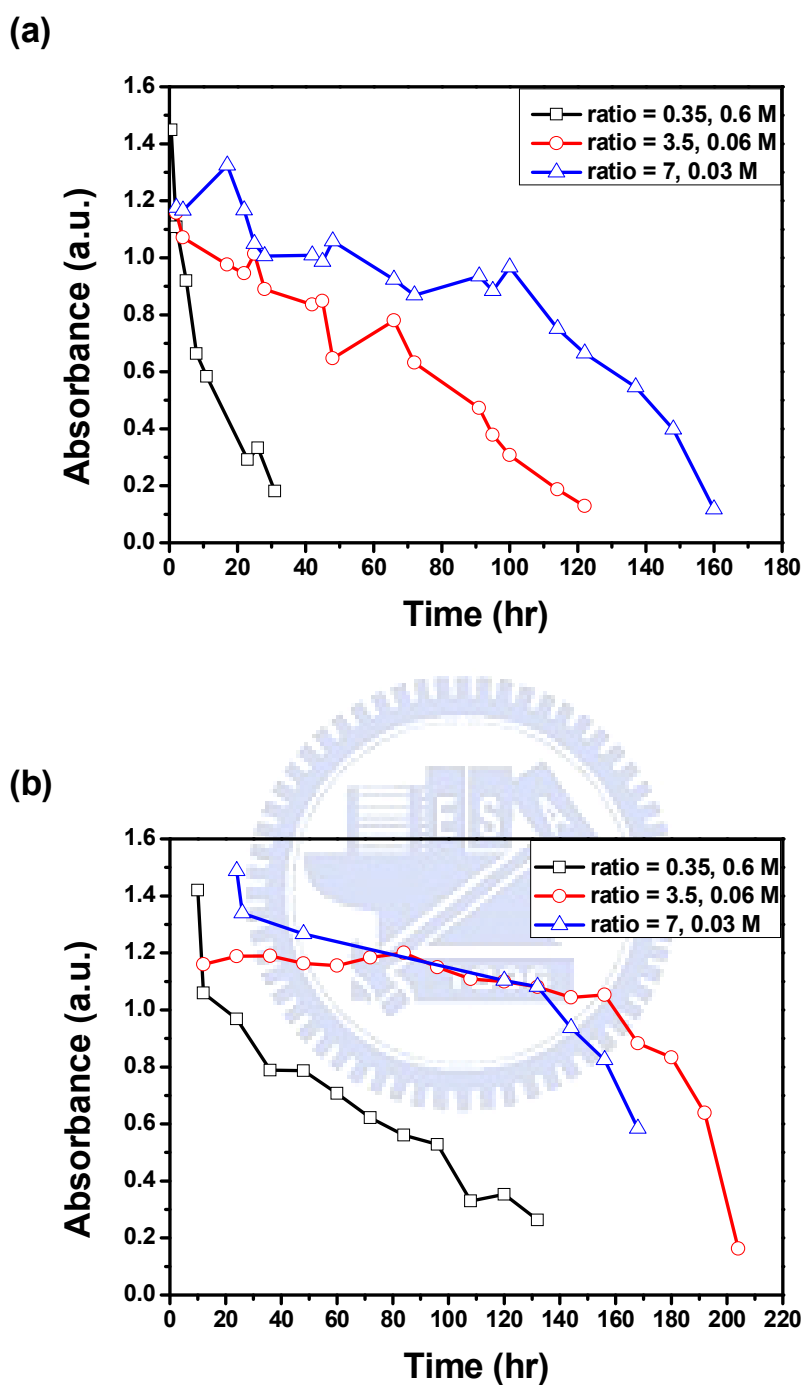 (a)
1.6
1.4
1.2
1.0
0.8
0.6
0.4
0.2
0.0
Absorbance (a.u.)
ratio = 0.35, 0.6 M
ratio = 3.5, 0.06 M
ratio = 7, 0.03 M
0 20 40 60 80 100 120 140 160 180
Time (hr)
(b)
1.6
1.4
1.2
1.0
0.8
0.6
0.4
0.2
0.0
Absorbance (a.u.)
ratio = 0.35, 0.6 M
ratio = 3.5, 0.06 M
ratio = 7, 0.03 M
E S
0 20 40 60 80 100 120 140 160 180 200 220
Time (hr)